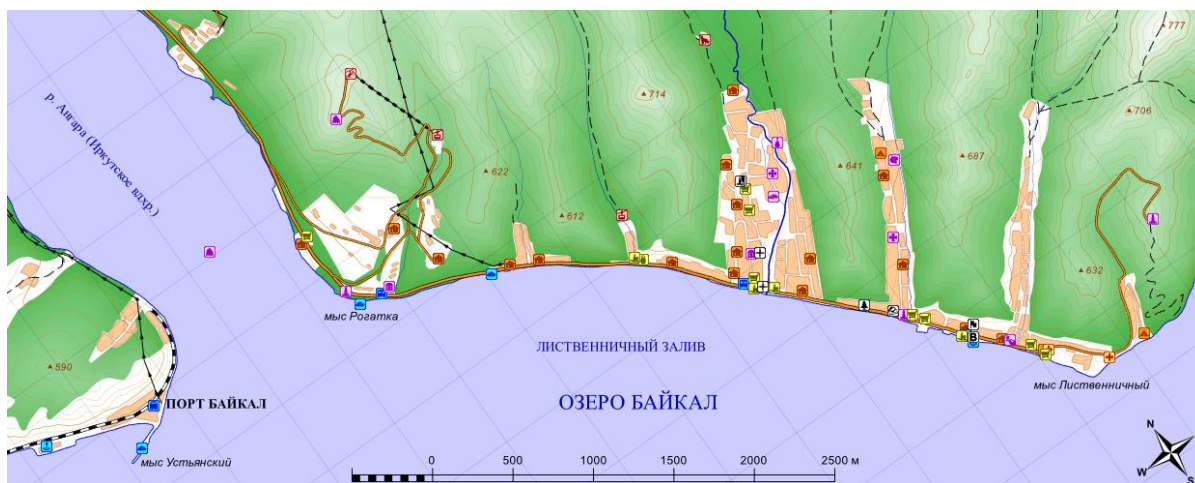 777
714
706
р. Ангара (Иркутское вдхр.)
622
641
687
612
632
мыс Рогатка
ЛИСТВЕННИЧНЫЙ ЗАЛИВ
590
ОЗЕРО БАЙКАЛ
мыс Лиственничный
ПОРТ БАЙКАЛ
мыс Устьянский
B
N
W
S
0 500 1000 1500 2000 2500 м